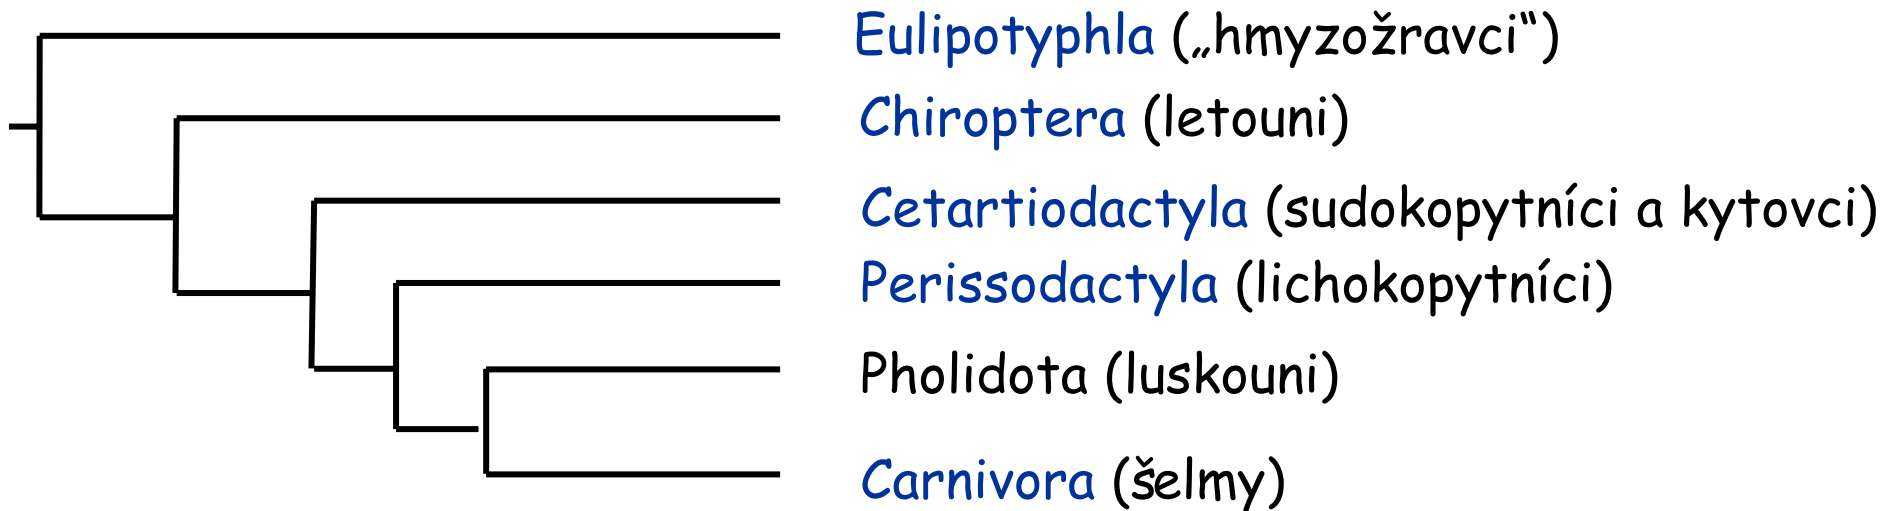 Eulipotyphla („hmyzožravci“)
Chiroptera (letouni)
Cetartiodactyla (sudokopytníci a kytovci)
Perissodactyla (lichokopytníci)
Pholidota (luskouni)
Carnivora (šelmy)